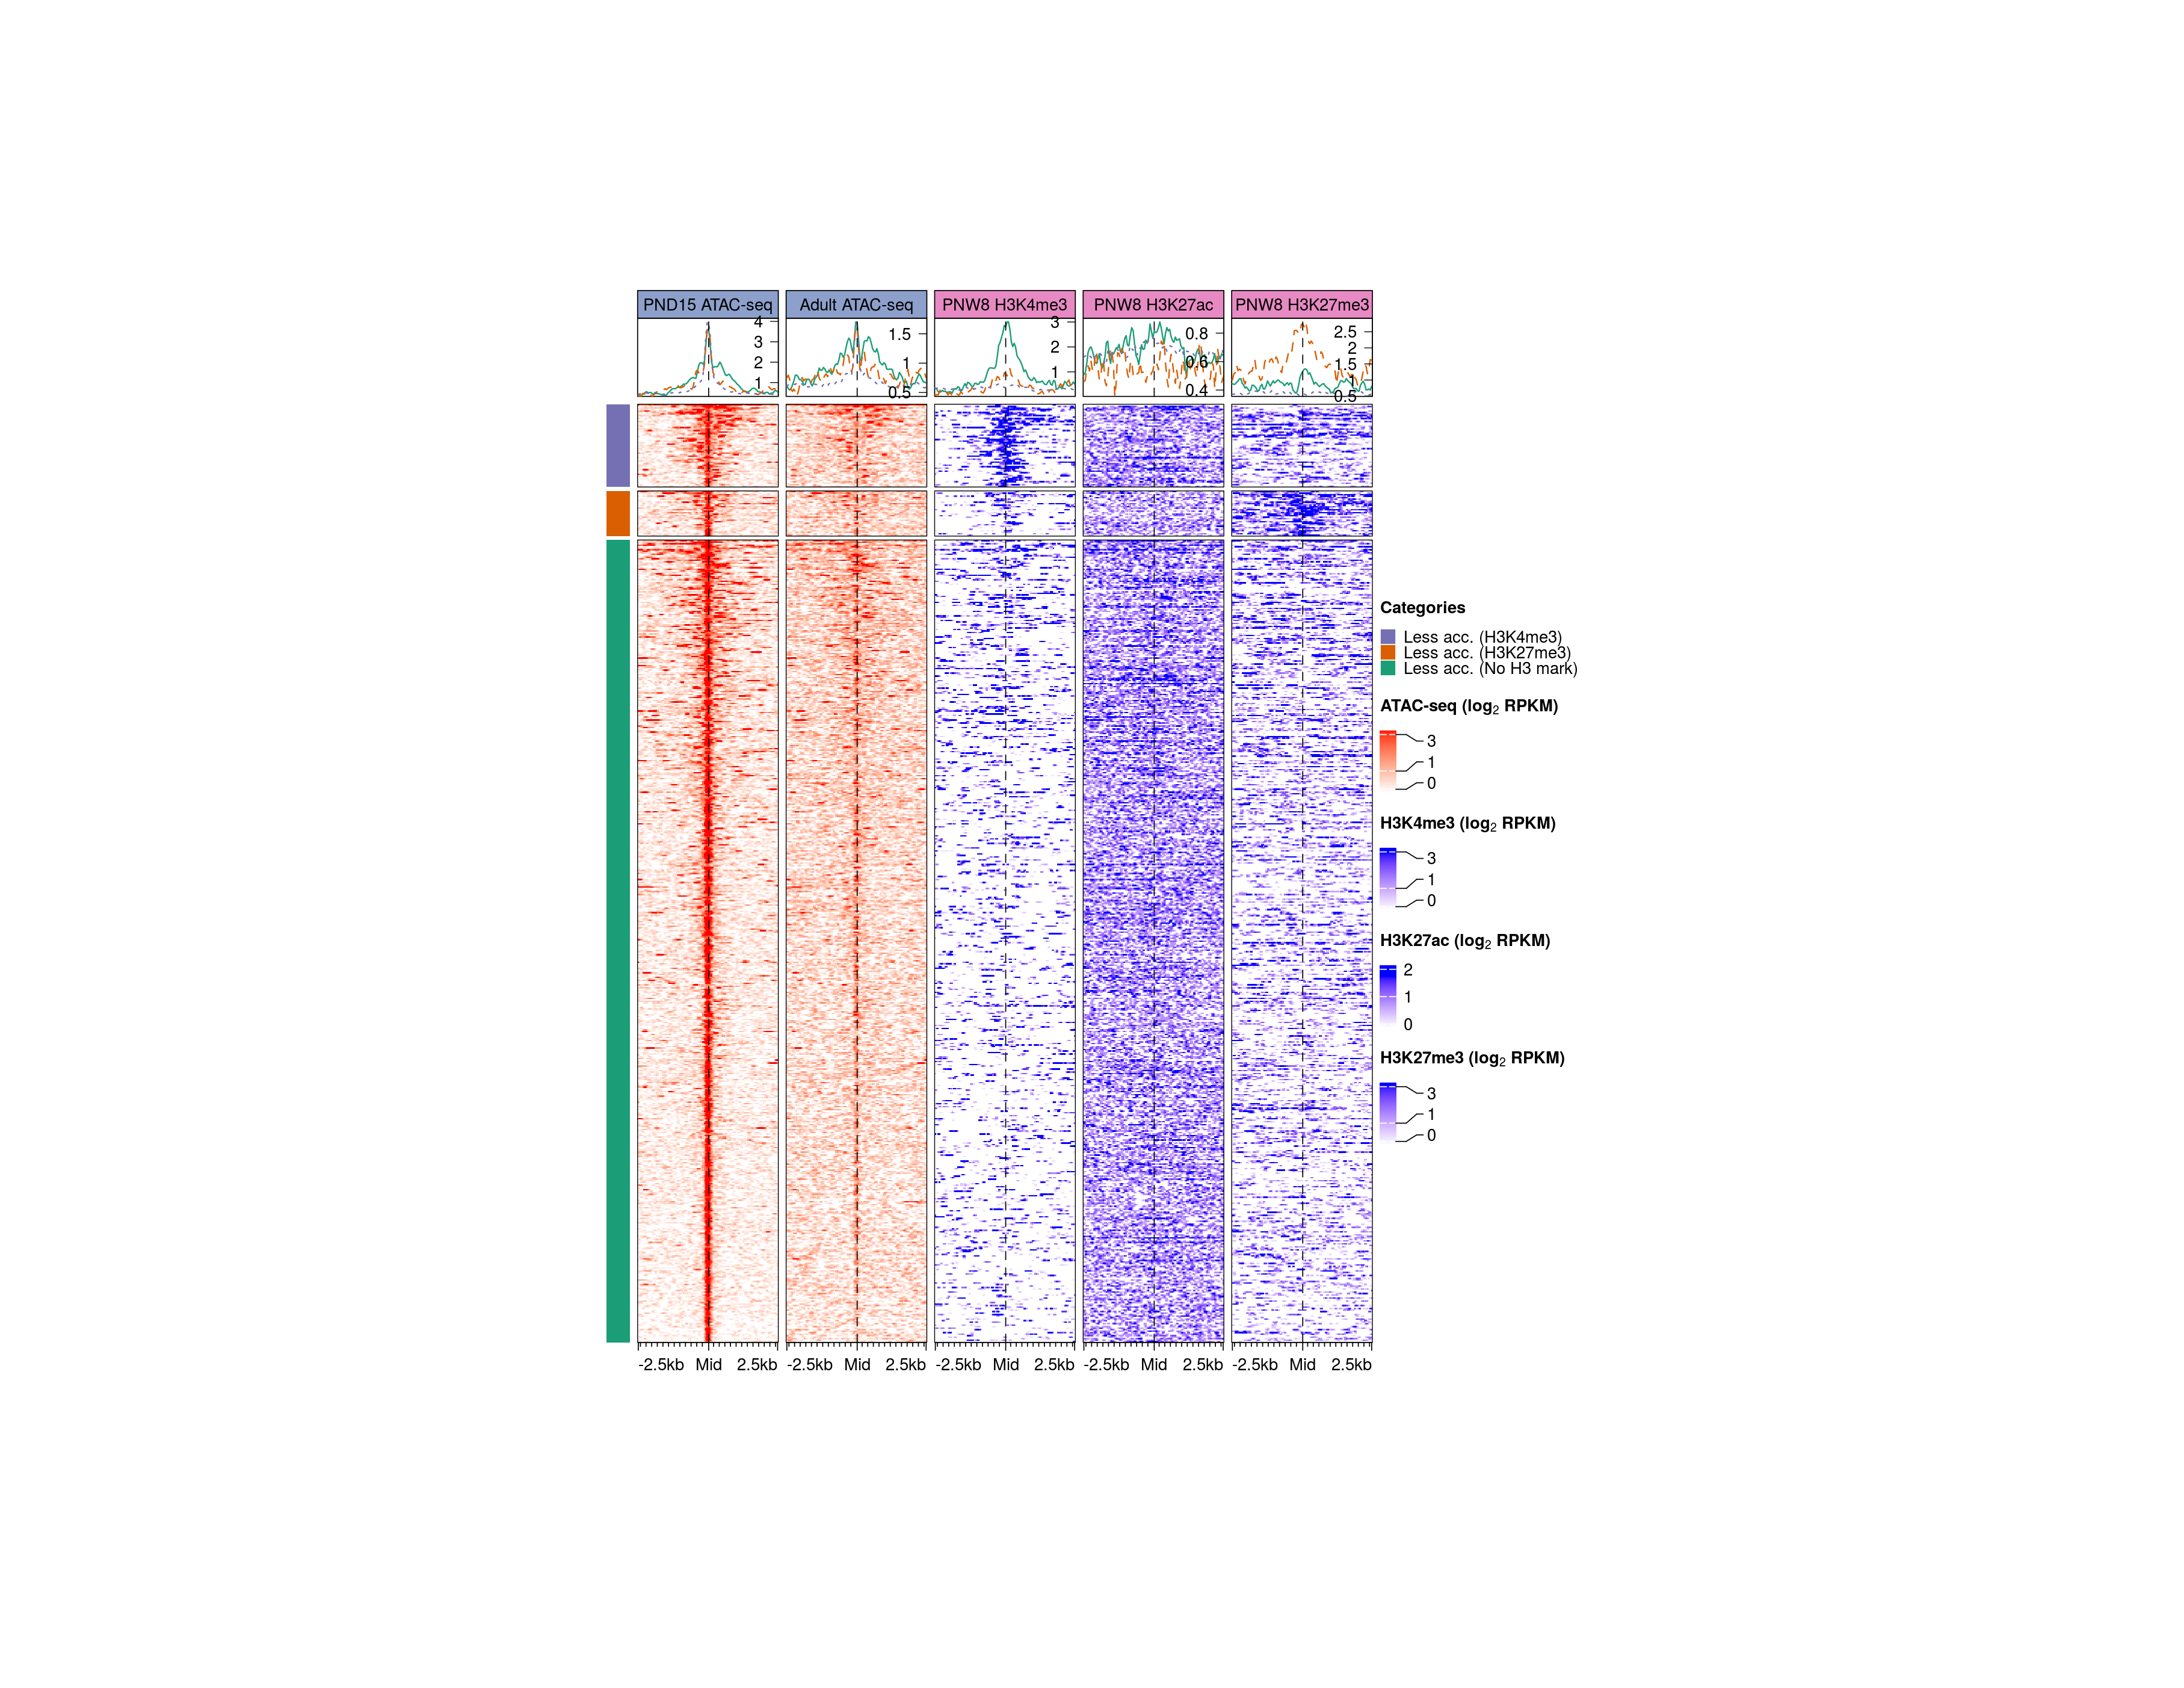 PND15 ATAC-seq
Adult ATAC-seq
PNW8 H3K4me3
PNW8 H3K27ac
PNW8 H3K27me3
4
3
2
1
1.5
1
0.5
3
2
1
0.8
0.6
0.4
2.5
2
1.5
1
0.5
Categories
Less acc. (H3K4me3)
Less acc. (H3K27me3)
Less acc. (No H3 mark)
ATAC-seq (log2 RPKM)
3
1
0
H3K4me3 (log2 RPKM)
3
1
0
H3K27ac (log2 RPKM)
2
1
0
H3K27me3 (log2 RPKM)
3
1
0
-2.5kb Mid 2.5kb
-2.5kb Mid 2.5kb
-2.5kb Mid 2.5kb
-2.5kb Mid 2.5kb
-2.5kb Mid 2.5kb